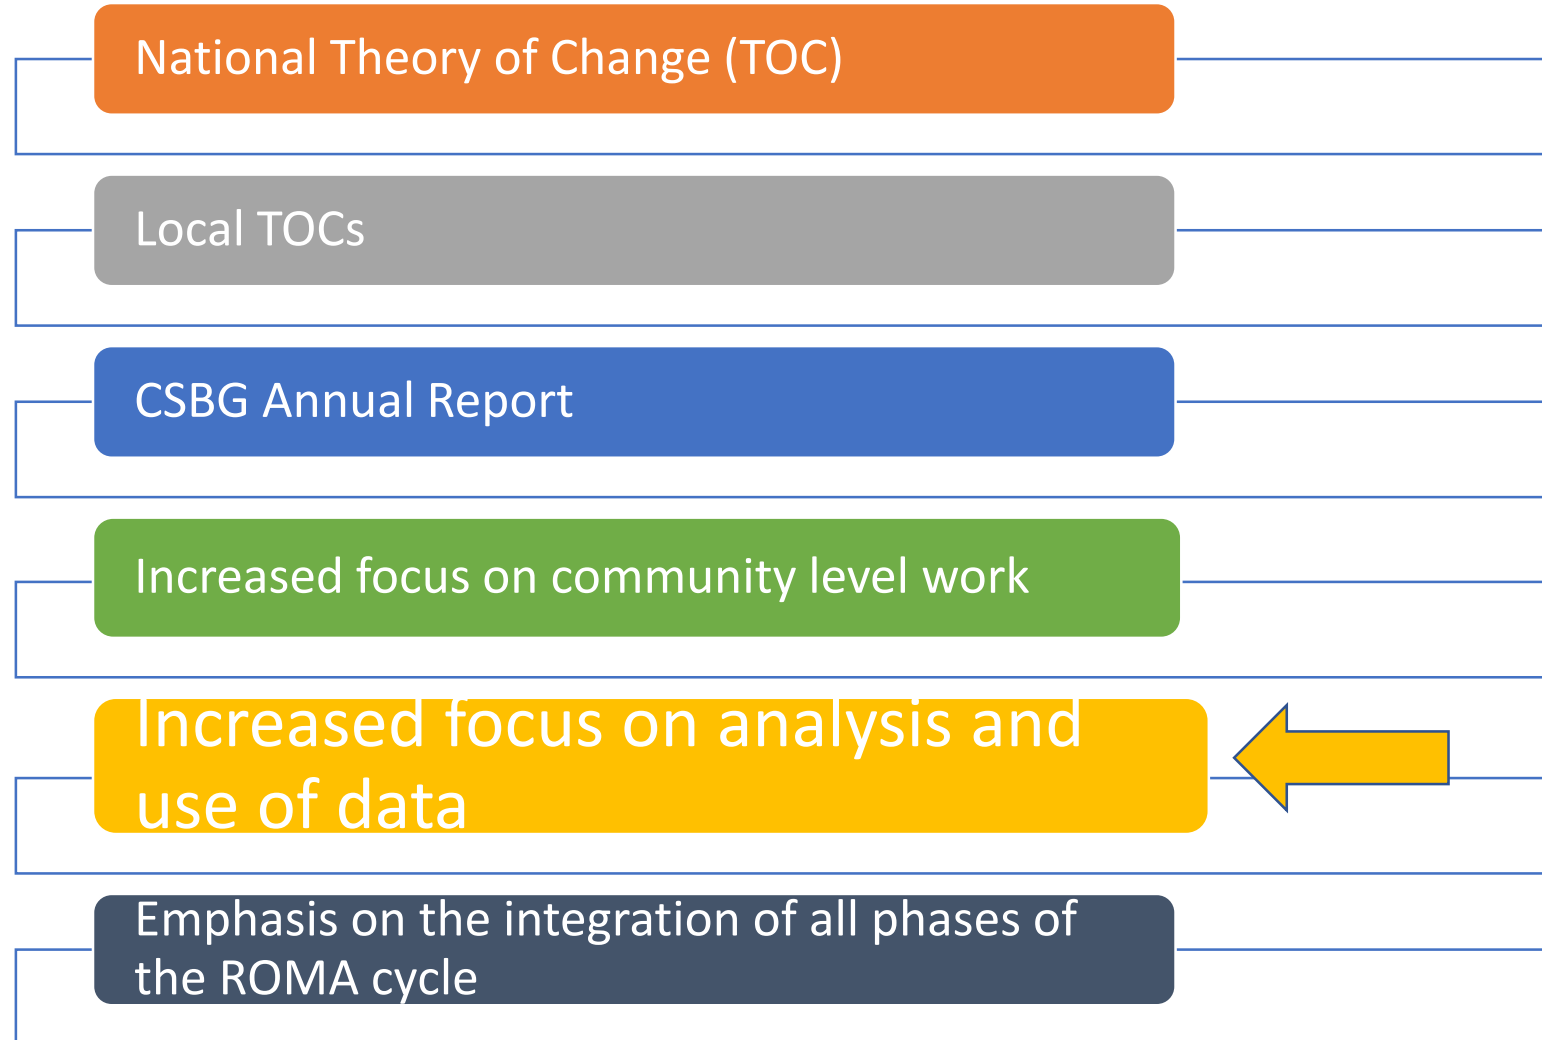 National Theory of Change (TOC)
Local TOCs
CSBG Annual Report
Increased focus on community level work
Increased focus on analysis and
use of data
Emphasis on the integration of all phases of
the ROMA cycle